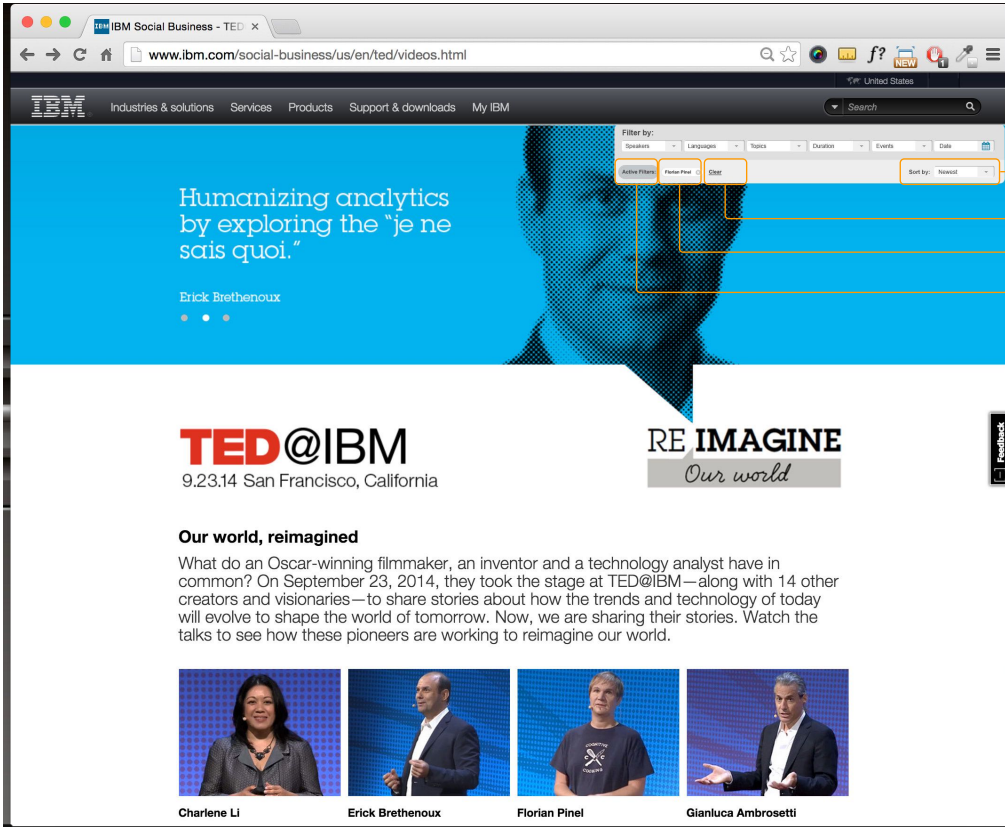 IBM IBM Social Business - TED ×
www.ibm.com/social-business/us/en/ted/videos.html
f?
NEW
1
United States
IBM
Industries & solutions Services Products Support & downloads My IBM
Search
Filter by:
Speakers Languages Topics Duration Events Date
Active Filters: Florian Pinel Clear
Sort by: Newest
Humanizing analytics
by exploring the “je ne
sais quoi.”
Erick Brethenoux
Feedback
TED@IBM
9.23.14 San Francisco, California
RE IMAGINE
Our world
Our world, reimagined
What do an Oscar-winning filmmaker, an inventor and a technology analyst have in
common? On September 23, 2014, they took the stage at TED@IBM—along with 14 other
creators and visionaries—to share stories about how the trends and technology of today
will evolve to shape the world of tomorrow. Now, we are sharing their stories. Watch the
talks to see how these pioneers are working to reimagine our world.
COGNITIVE
C C
COOKING
Charlene Li
Erick Brethenoux
Florian Pinel
Gianluca Ambrosetti